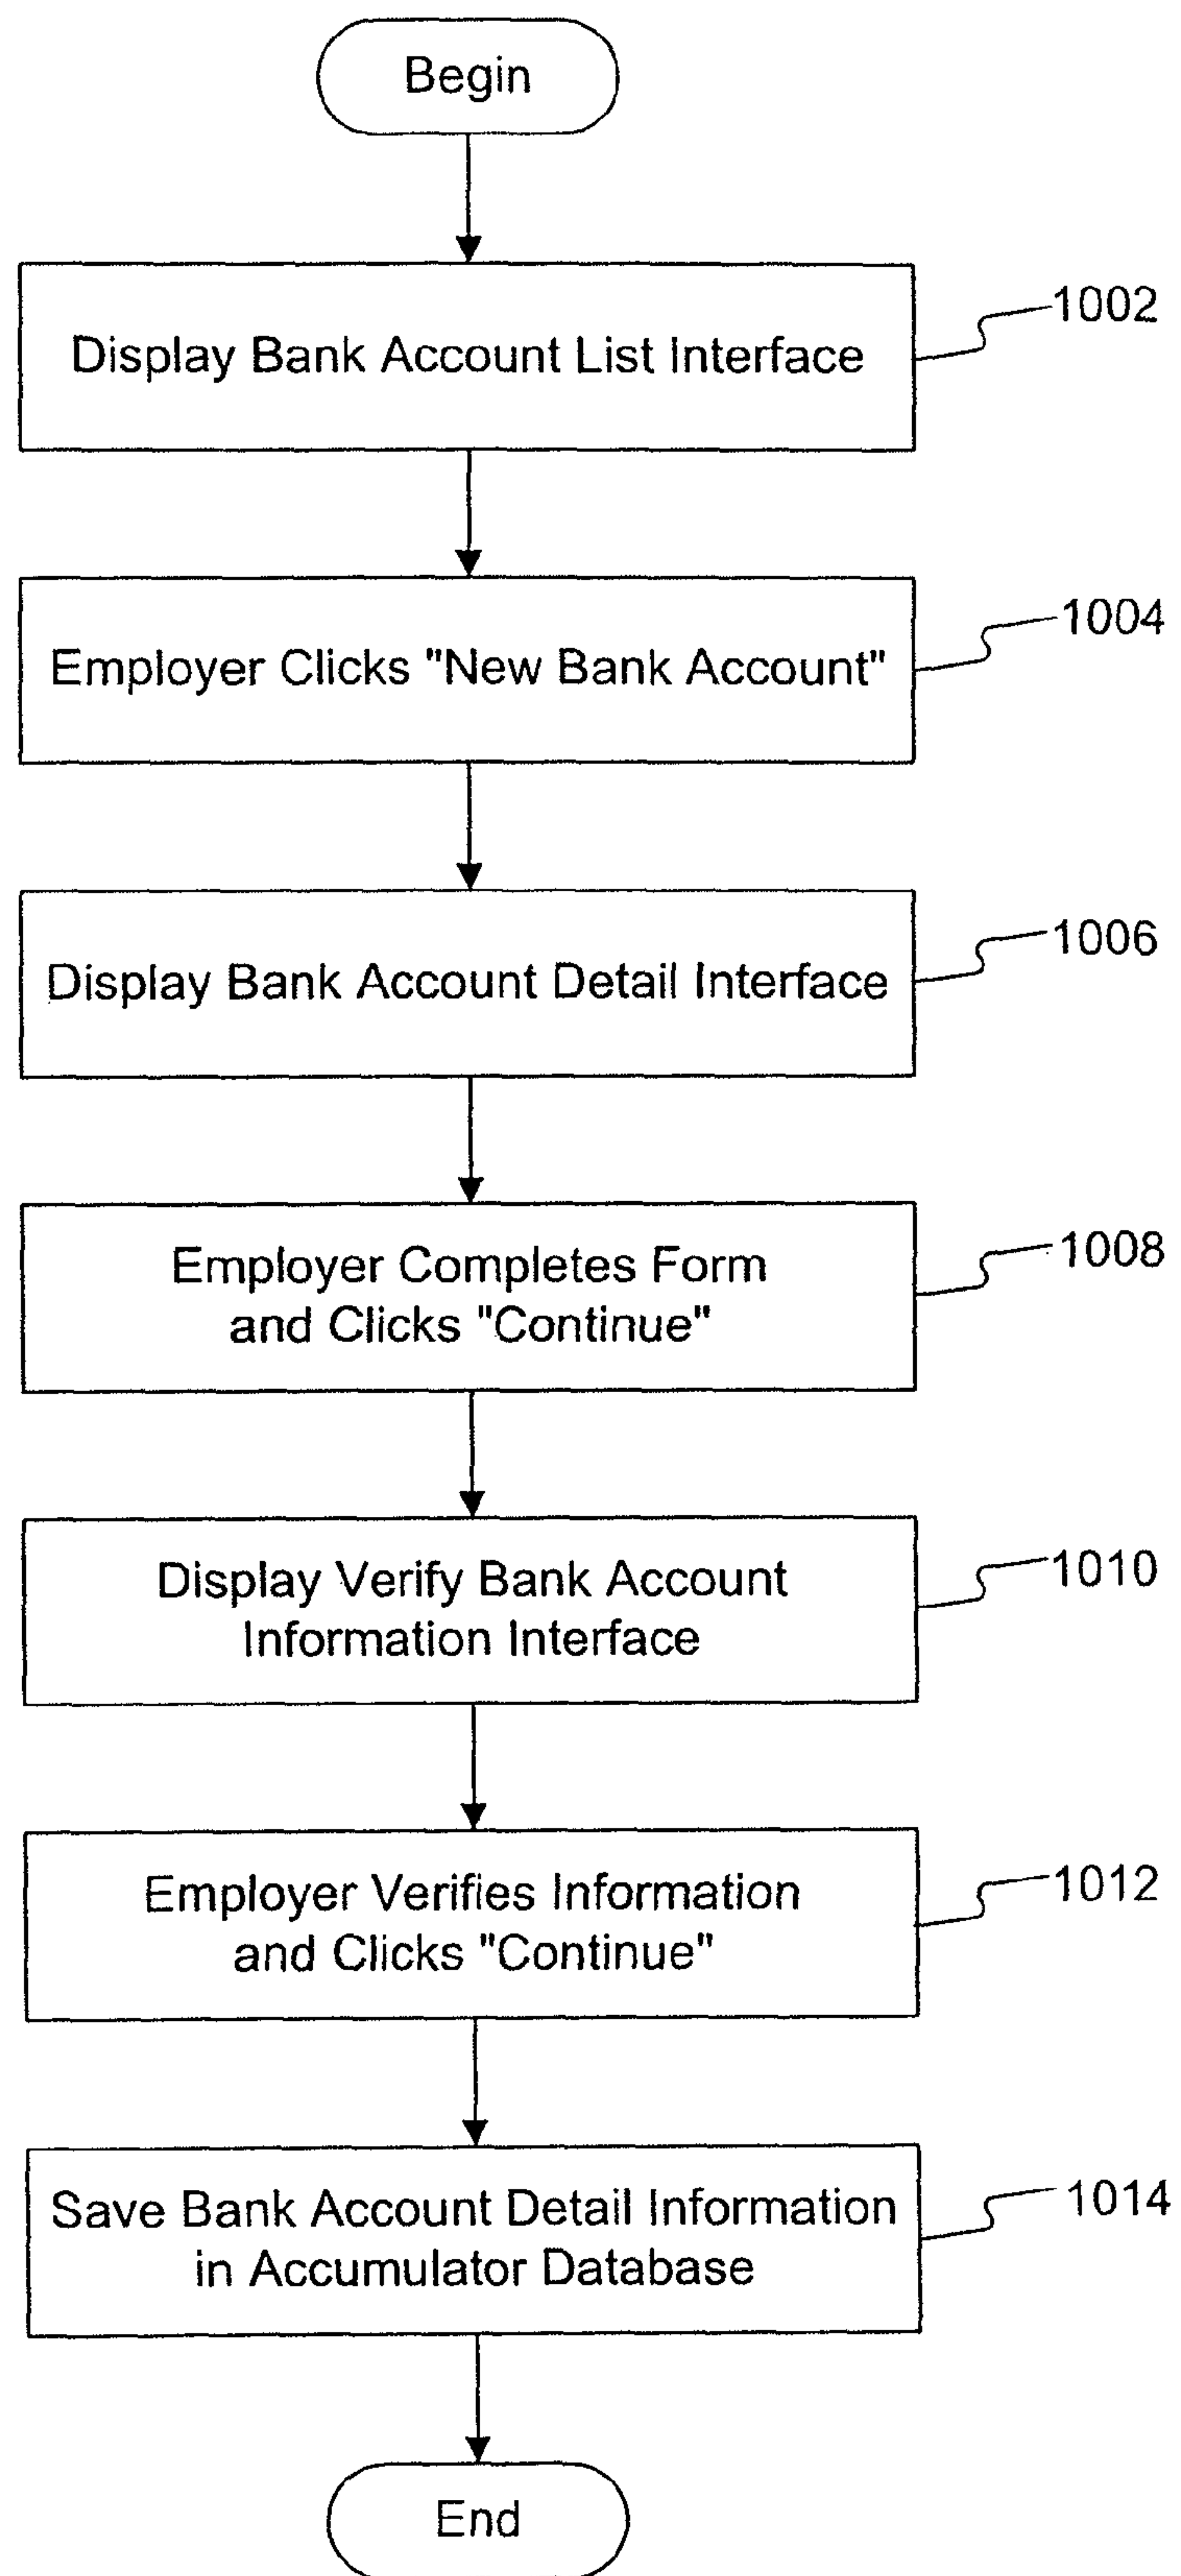 Begin
Display Bank Account List Interface
1002
Employer Clicks "New Bank Account"
1004
Display Bank Account Detail Interface
1006
Employer Completes Form
and Clicks "Continue"
1008
Display Verify Bank Account
Information Interface
1010
Employer Verifies Information
and Clicks "Continue"
1012
Save Bank Account Detail Information
in Accumulator Database
1014
End